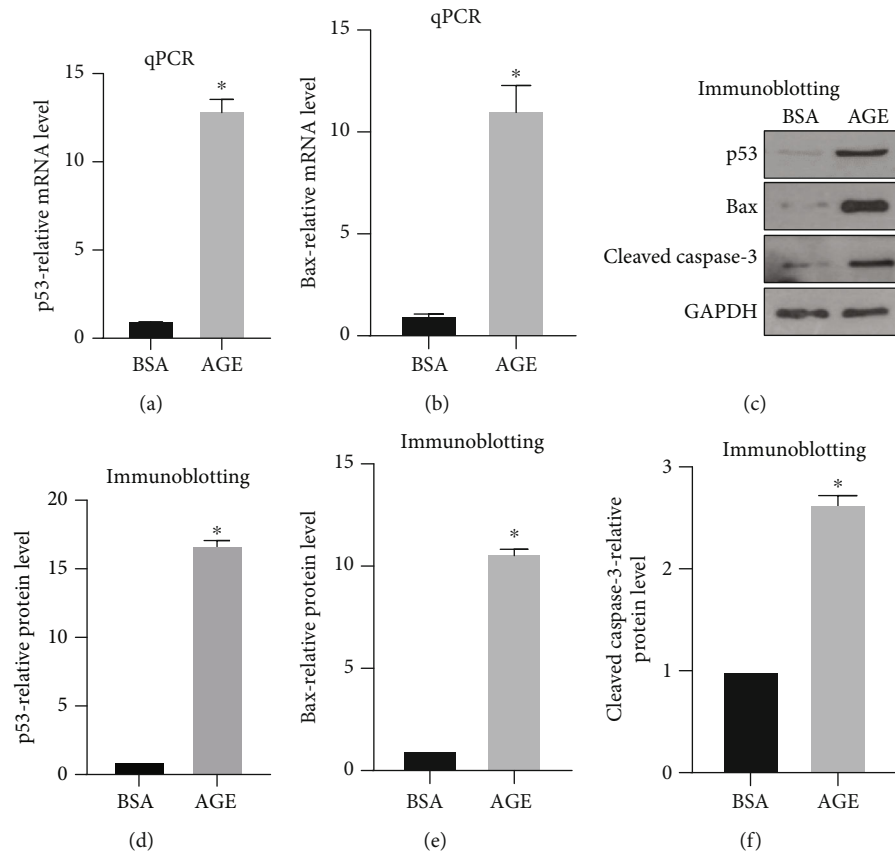 qPCR
p53-relative mRNA level
15
10
5
0
*
BSA AGE
(a)
qPCR
Bax-relative mRNA level
15
10
5
0
*
BSA AGE
(b)
Immunoblotting
BSA AGE
p53
Bax
Cleaved caspase-3
GAPDH
(c)
Immunoblotting
p53-relative protein level
20
15
10
5
0
*
BSA AGE
(d)
Immunoblotting
Bax-relative protein level
15
10
5
0
*
BSA AGE
(e)
Immunoblotting
Cleaved caspase-3-relative
protein level
3
2
1
0
*
BSA AGE
(f)